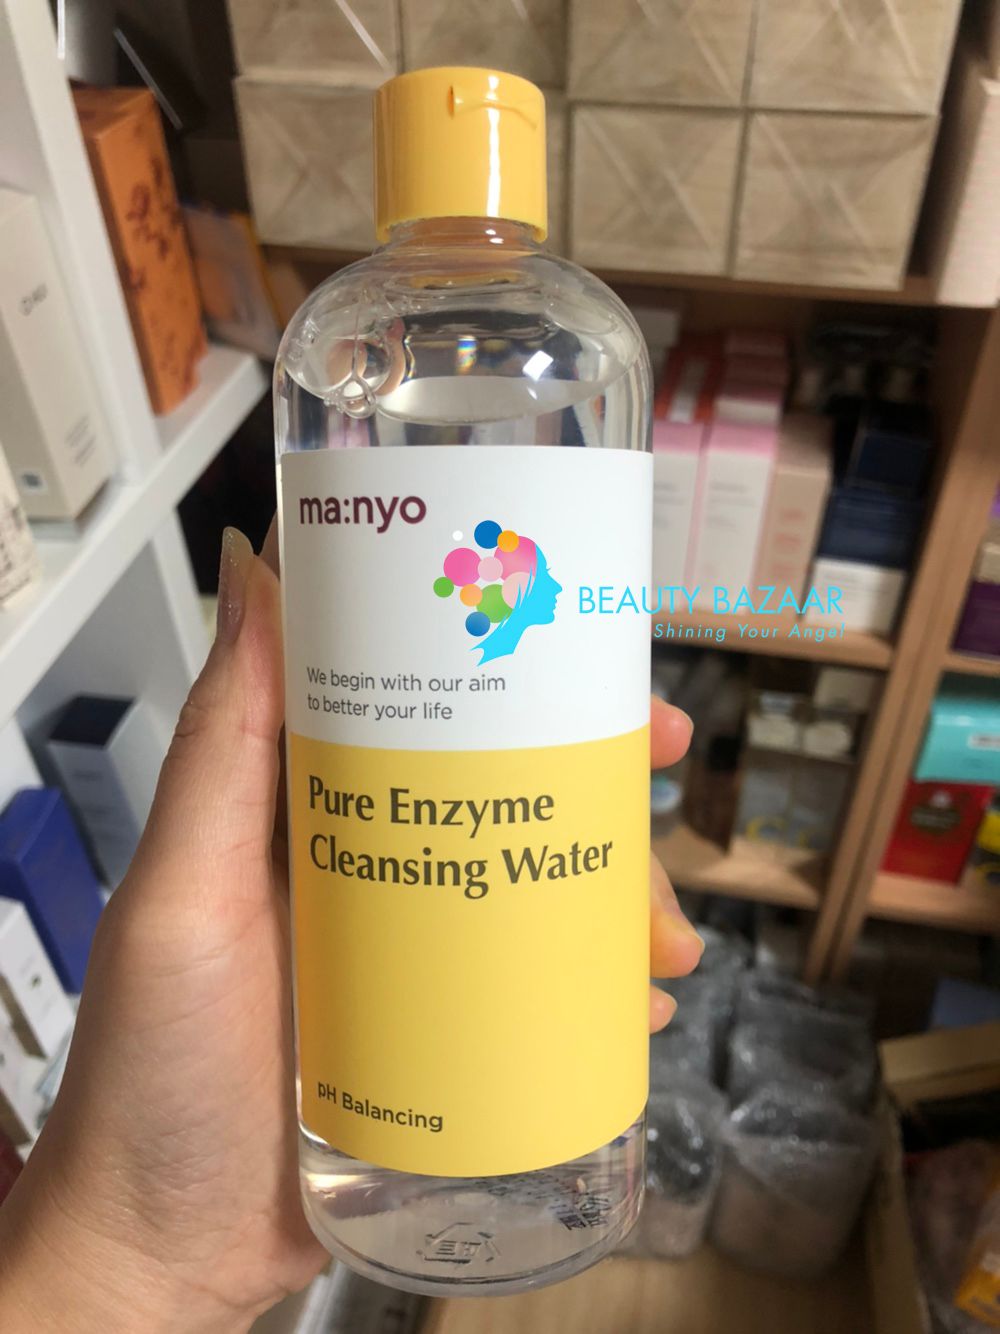 ma:nyo
BEAUTY BAZAAR
Shining Your Angel
We begin with our aim
to better your life
Pure Enzyme
Cleansing Water
pH Balancing